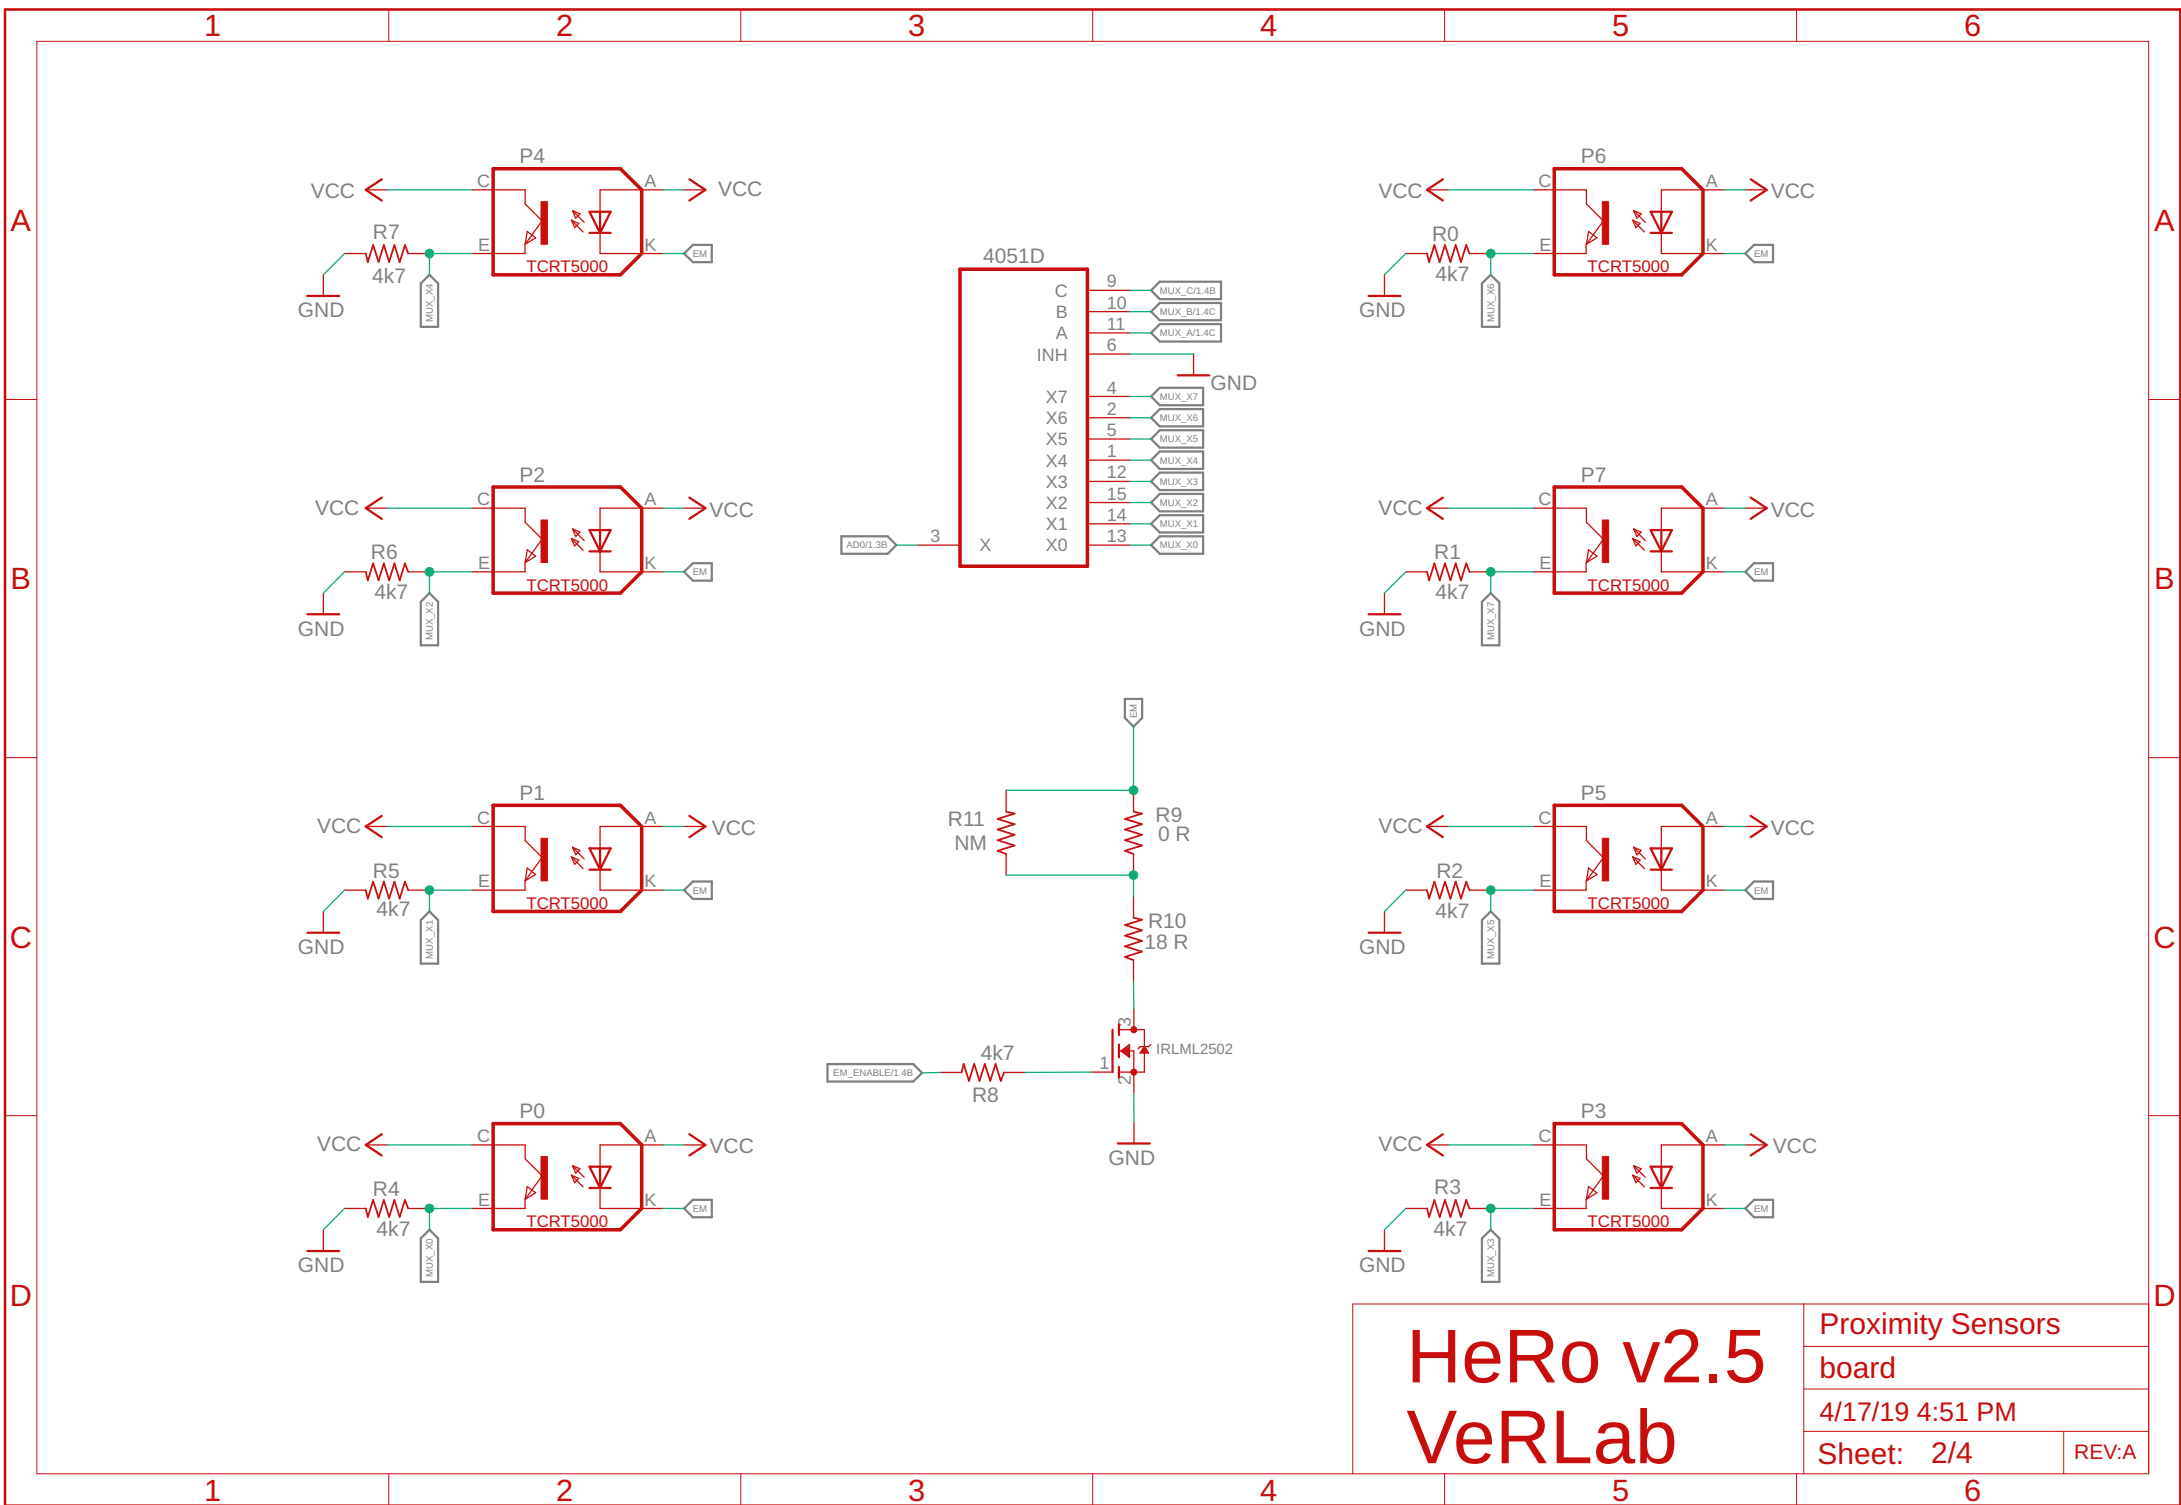 1 2 3 4 5 6
A A
B B
C C
D D
P4
VCC C A VCC
R7 E K EM
4k7 TCRT5000
GND MUX_X4
P2
VCC C A VCC
R6 E K EM
4k7 TCRT5000
GND MUX_X2
P1
VCC C A VCC
R5 E K EM
4k7 TCRT5000
GND MUX_X1
P0
VCC C A VCC
R4 E K EM
4k7 TCRT5000
GND MUX_X0
4051D
C 9 MUX_C/1.4B
B 10 MUX_B/1.4C
A 11 MUX_A/1.4C
INH 6
GND
X7 4 MUX_X7
X6 2 MUX_X6
X5 5 MUX_X5
X4 1 MUX_X4
X3 12 MUX_X3
X2 15 MUX_X2
X1 14 MUX_X1
AD0/1.3B 3 X X0 13 MUX_X0
EM
R11 R9
NM 0 R
R10
18 R
3
IRLML2502
4k7
EM_ENABLE/1.4B 1
R8 2
GND
P6
VCC C A VCC
R0 E K EM
4k7 TCRT5000
GND MUX_X6
P7
VCC C A VCC
R1 E K EM
4k7 TCRT5000
GND MUX_X7
P5
VCC C A VCC
R2 E K EM
4k7 TCRT5000
GND MUX_X5
P3
VCC C A VCC
R3 E K EM
4k7 TCRT5000
GND MUX_X3
HeRo v2.5
VeRLab
Proximity Sensors
board
4/17/19 4:51 PM
Sheet: 2/4 REV:A
1 2 3 4 5 6